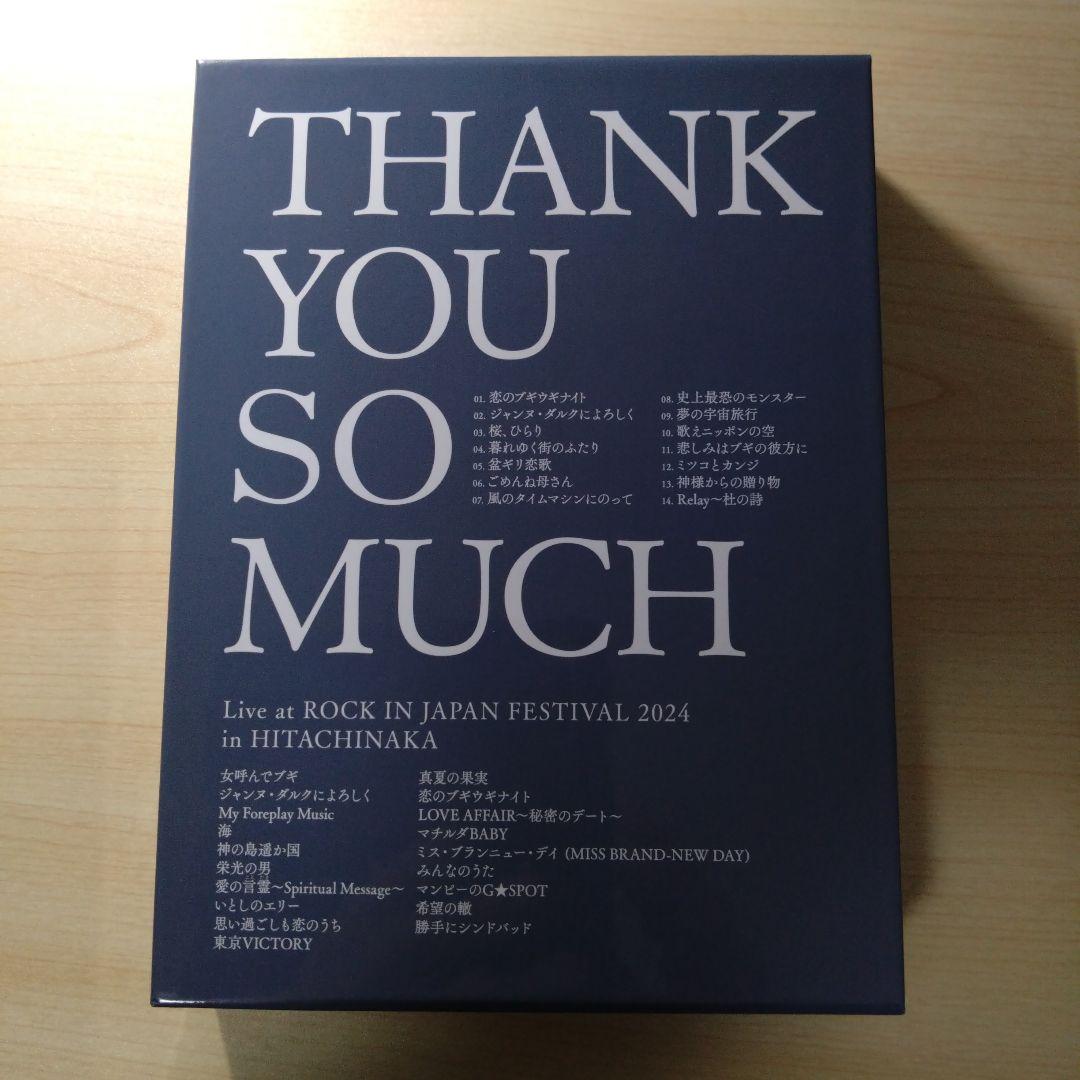 THANK
YOU
SO
01. 恋のブギウギナイト
02. ジャンヌ・ダルクによろしく
03. 桜、ひらり
04. 暮れゆく街のふたり
05. 盆ギリ恋歌
06. ごめんね母さん
07. 風のタイムマシンにのって
08. 史上最恐のモンスター
09. 夢の宇宙旅行
10. 歌えニッポンの空
11. 悲しみはブギの彼方に
12. ミツコとカンジ
13. 神様からの贈り物
14. Relay〜杜の詩
MUCH
Live at ROCK IN JAPAN FESTIVAL 2024
in HITACHINAKA
女呼んでブギ
ジャンヌ・ダルクによろしく
My Foreplay Music
海
神の島遥か国
栄光の男
愛の言霊〜Spiritual Message〜
いとしのエリー
思い過ごしも恋のうち
東京VICTORY
真夏の果実
恋のブギウギナイト
LOVE AFFAIR〜秘密のデート〜
マチルダBABY
ミス・ブランニュー・デイ (MISS BRAND-NEW DAY)
みんなのうた
マンピーのG★SPOT
希望の轍
勝手にシンドバッド